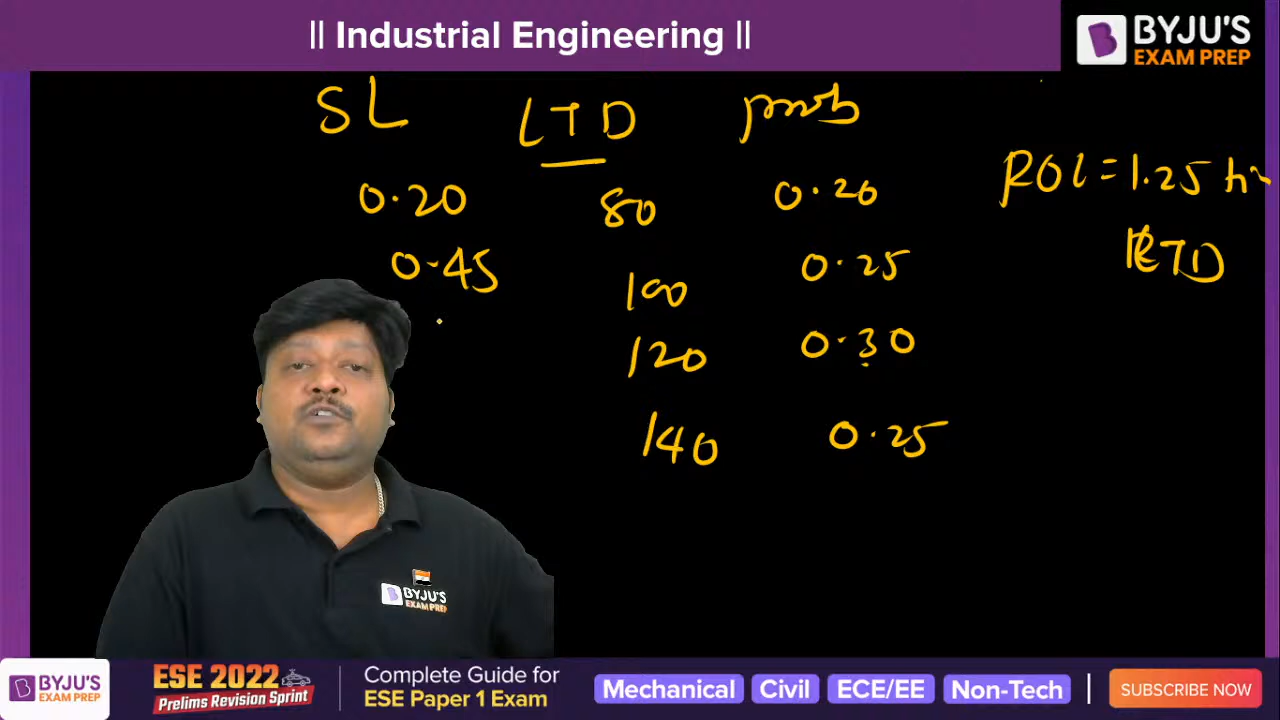 || Industrial Engineering ||
BYJU'S
EXAM PREP
SL LTD prob
0.20 80 0.20
0.45 100 0.25
120 0.30
140 0.25
ROL = 1.25
LTD
BYJU'S
EXAM PREP
BYJU'S
EXAM PREP
ESE 2022
Prelims Revision Sprint
Complete Guide for
ESE Paper 1 Exam
Mechanical Civil ECE/EE Non-Tech |
SUBSCRIBE NOW